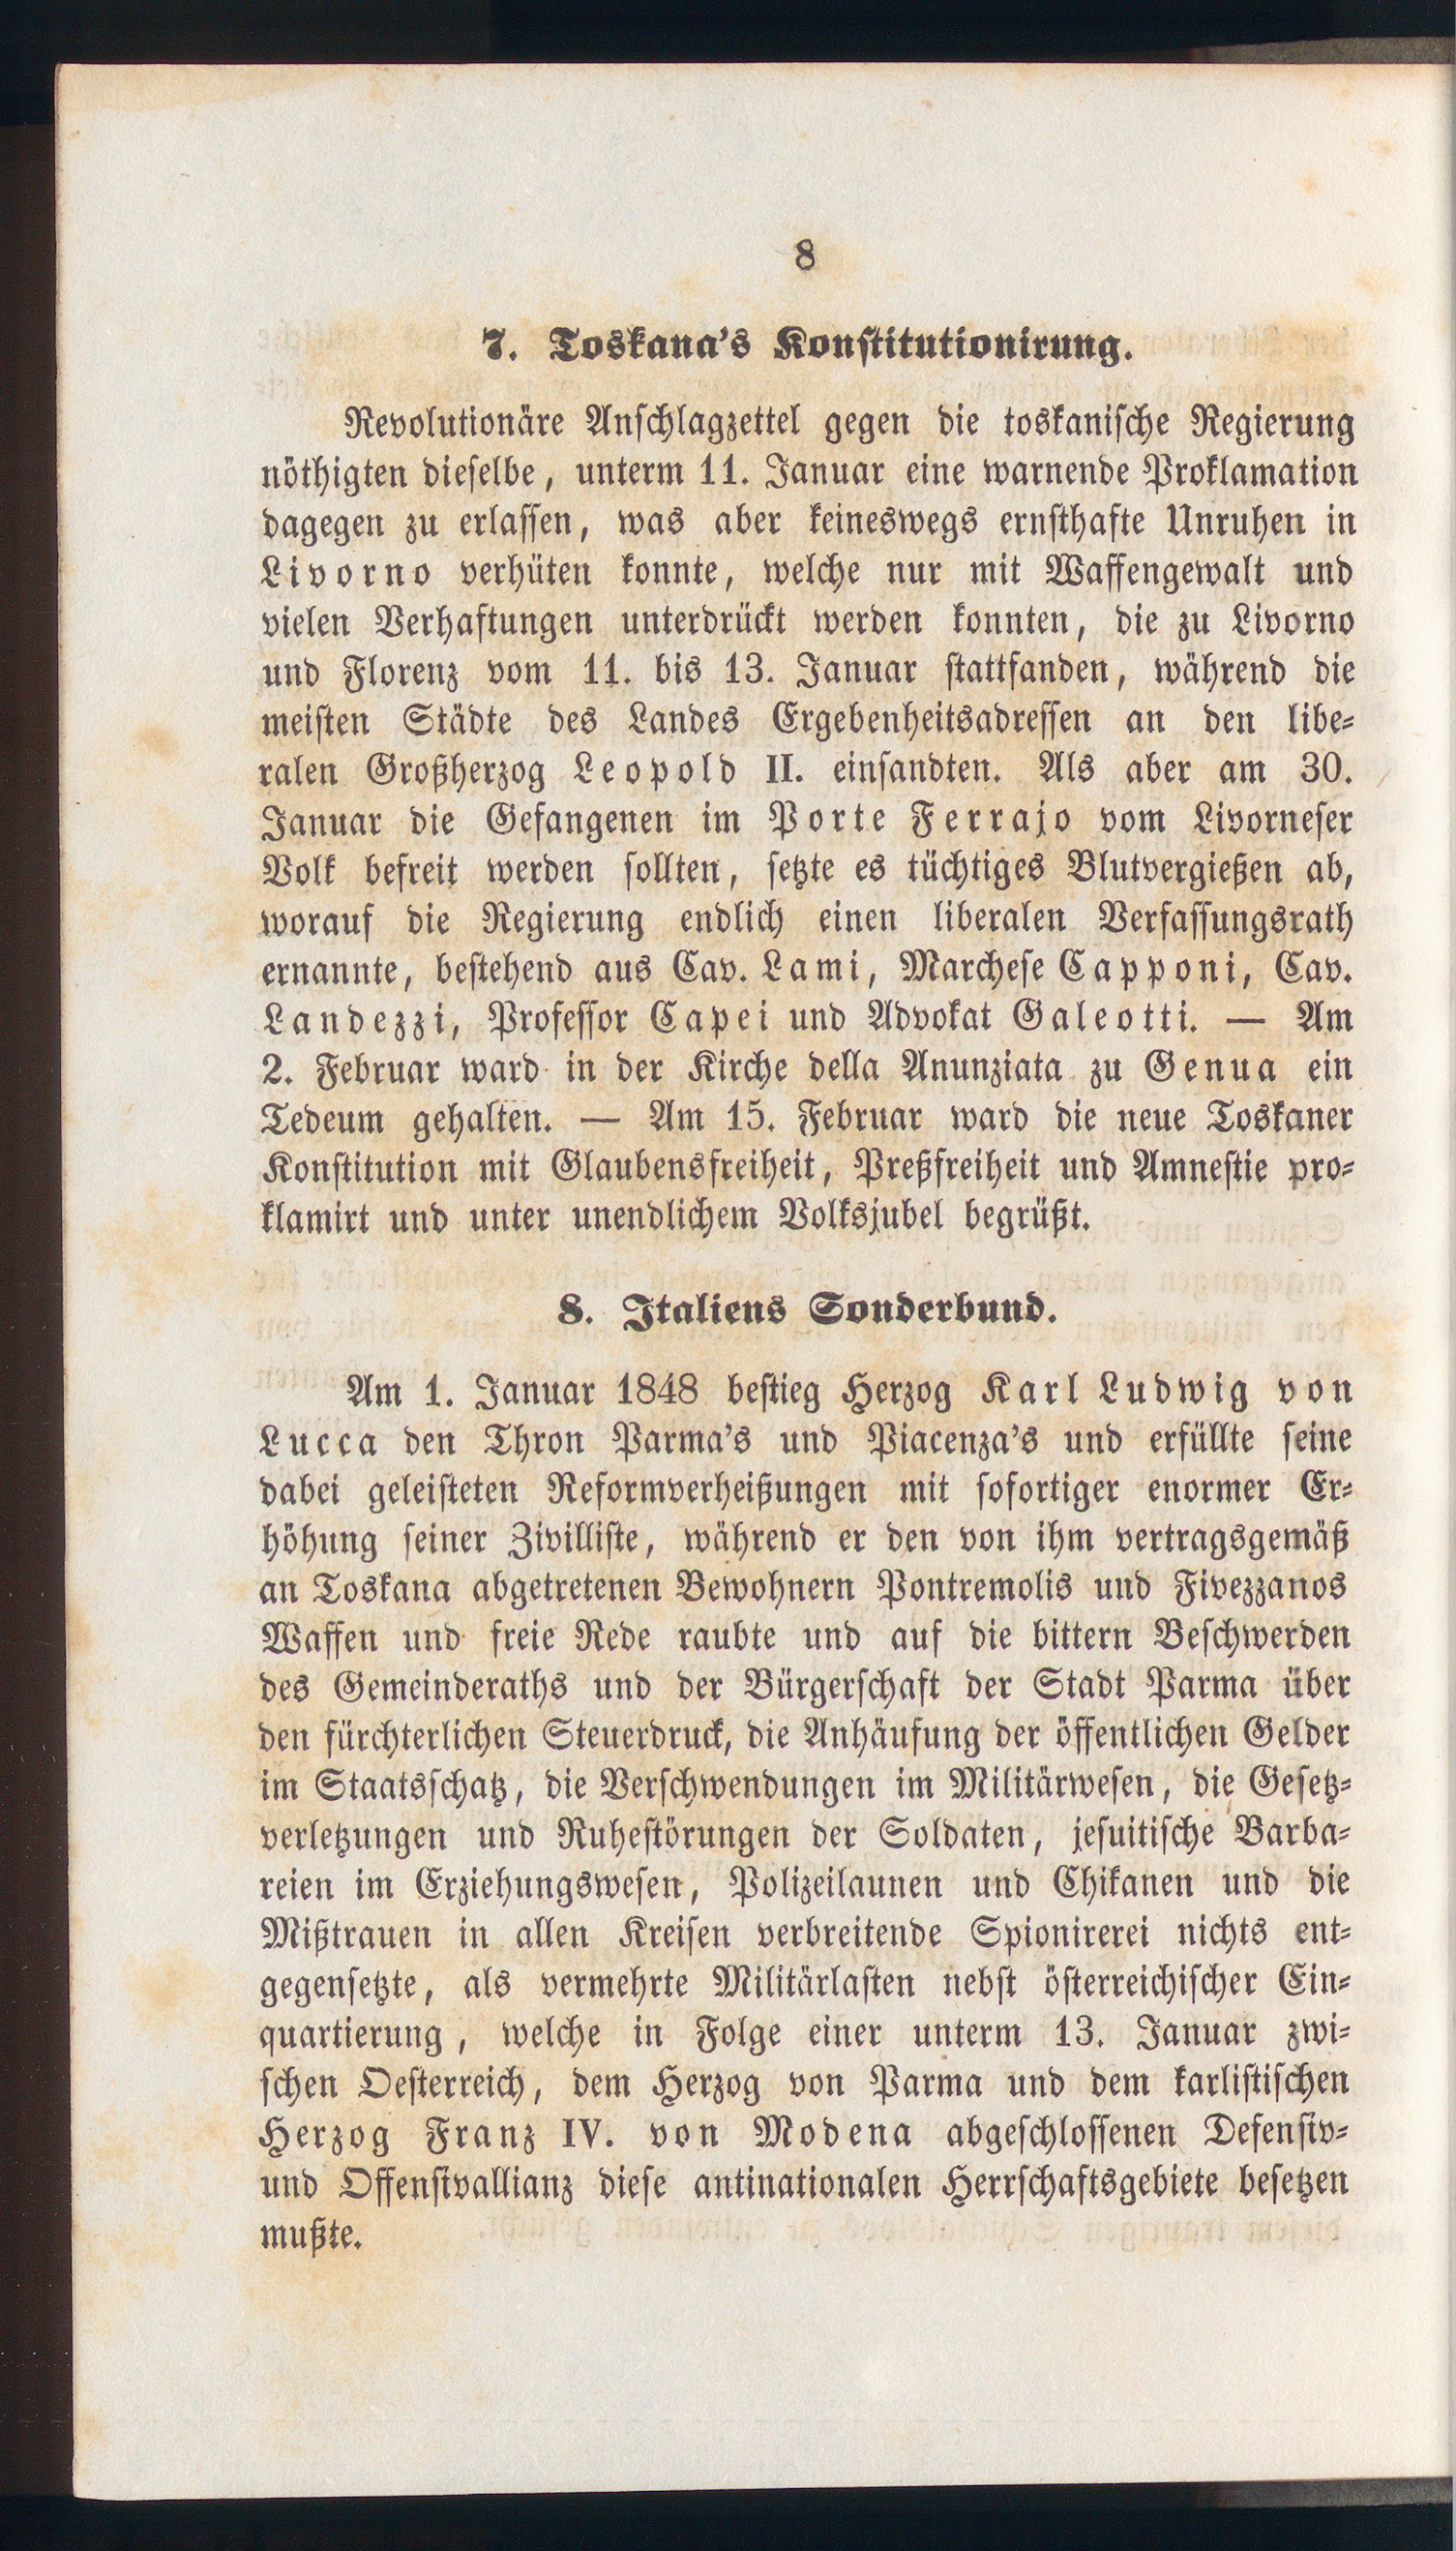 8
7. Toskana's Konstitutionirung.
Revolutionäre Anschlagzettel gegen die toskanische Regierung
nöthigten dieselbe, unterm 11. Januar eine warnende Proklamation
dagegen zu erlassen, was aber keineswegs ernsthafte Unruhen in
Livorno verhüten konnte, welche nur mit Waffengewalt und
vielen Verhaftungen unterdrückt werden konnten, die zu Livorno
und Florenz vom 11. bis 13. Januar stattfanden, während die
meisten Städte des Landes Ergebenheitsadressen an den libe-
ralen Großherzog Leopold II. einsandten. Als aber am 30.
Januar die Gefangenen im Porte Ferrajo vom Livorneser
Volk befreit werden sollten, setzte es tüchtiges Blutvergießen ab,
worauf die Regierung endlich einen liberalen Verfassungsrath
ernannte, bestehend aus Cav. Lami, Marchese Capponi, Cav.
Landezzi, Professor Capei und Advokat Galeotti. — Am
2. Februar ward in der Kirche della Anunziata zu Genua ein
Tedeum gehalten. — Am 15. Februar ward die neue Toskaner
Konstitution mit Glaubensfreiheit, Preßfreiheit und Amnestie pro-
klamirt und unter unendlichem Volksjubel begrüßt.
8. Italiens Sonderbund.
Am 1. Januar 1848 bestieg Herzog Karl Ludwig von
Lucca den Thron Parma's und Piacenza's und erfüllte seine
dabei geleisteten Reformverheißungen mit sofortiger enormer Er-
höhung seiner Zivilliste, während er den von ihm vertragsgemäß
an Toskana abgetretenen Bewohnern Pontremolis und Fivezzanos
Waffen und freie Rede raubte und auf die bittern Beschwerden
des Gemeinderaths und der Bürgerschaft der Stadt Parma über
den fürchterlichen Steuerdruck, die Anhäufung der öffentlichen Gelder
im Staatsschatz, die Verschwendungen im Militärwesen, die Gesetz-
verletzungen und Ruhestörungen der Soldaten, jesuitische Barba-
reien im Erziehungswesen, Polizeilaunen und Chikanen und die
Mißtrauen in allen Kreisen verbreitende Spionirerei nichts ent-
gegensetzte, als vermehrte Militärlasten nebst österreichischer Ein-
quartierung, welche in Folge einer unterm 13. Januar zwi-
schen Oesterreich, dem Herzog von Parma und dem karlistischen
Herzog Franz IV. von Modena abgeschlossenen Defensiv-
und Offensivallianz diese antinationalen Herrschaftsgebiete besetzen
mußte.